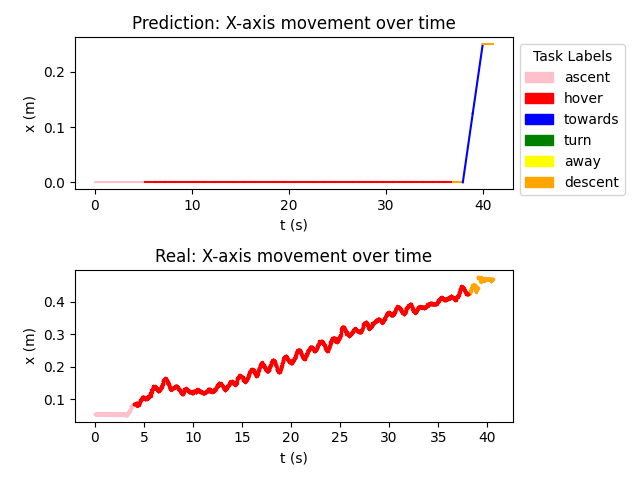 Prediction: X-axis movement over time
x (m)
0.2
0.1
0.0
0
10
20
30
40
t (s)
Task Labels
ascent
hover
towards
turn
away
descent
Real: X-axis movement over time
x (m)
0.4
0.3
0.2
0.1
0
5
10
15
20
25
30
35
40
t (s)